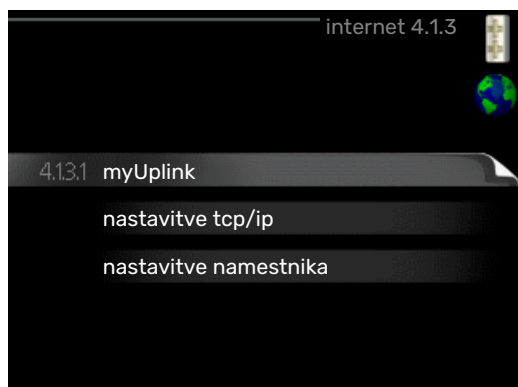 internet 4.1.3
4.1.3.1 myUplink
nastavitve tcp/ip
nastavitve namestnika